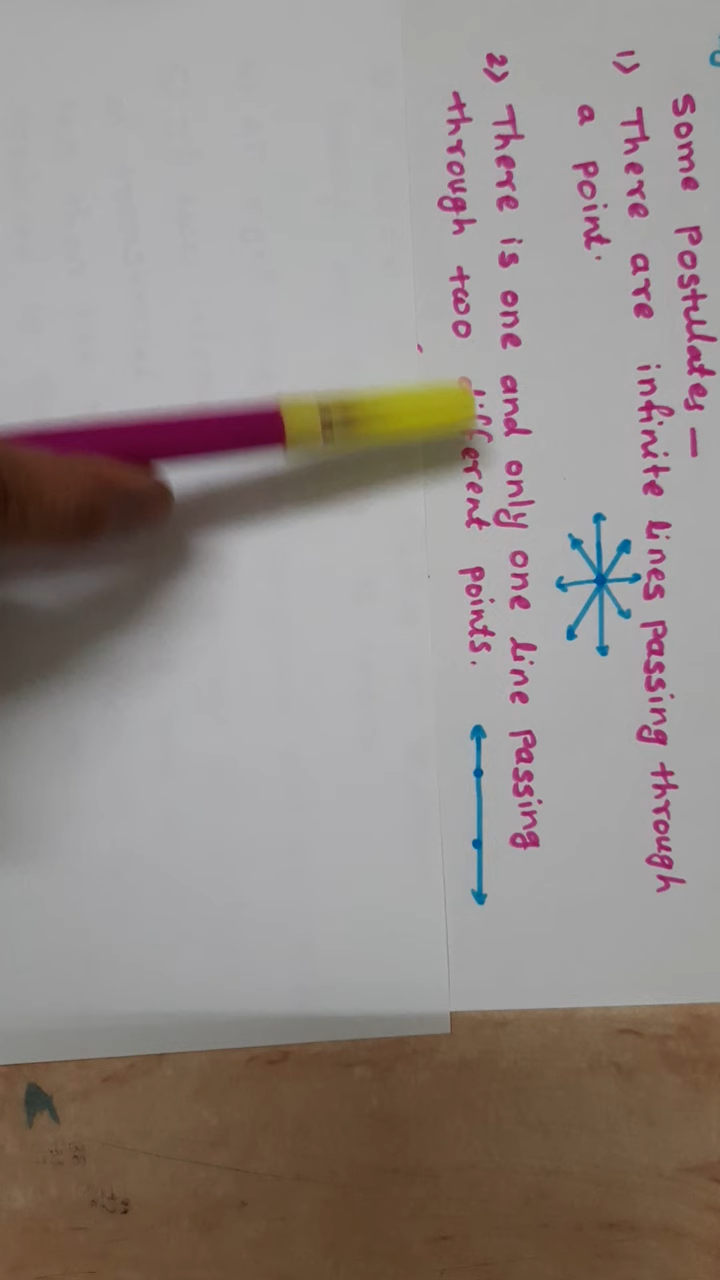 Some postulates –
1) There are infinite lines passing through
a point.
2) There is one and only one line passing
through two different points.